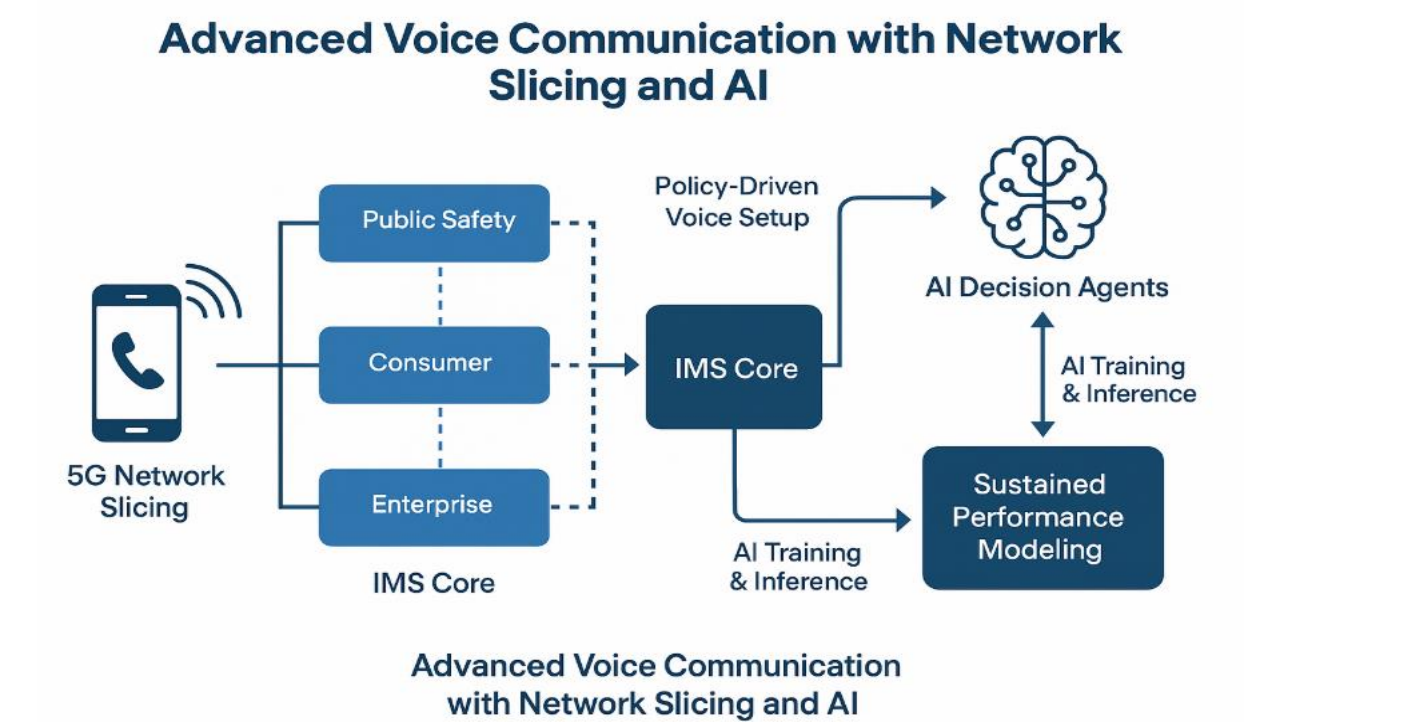 Advanced Voice Communication with Network
Slicing and AI
Policy-Driven
Voice Setup
Public Safety
Consumer
Enterprise
IMS Core
5G Network
Slicing
IMS Core
AI Decision Agents
AI Training
& Inference
Sustained
Performance
Modeling
AI Training
& Inference
Advanced Voice Communication
with Network Slicing and AI